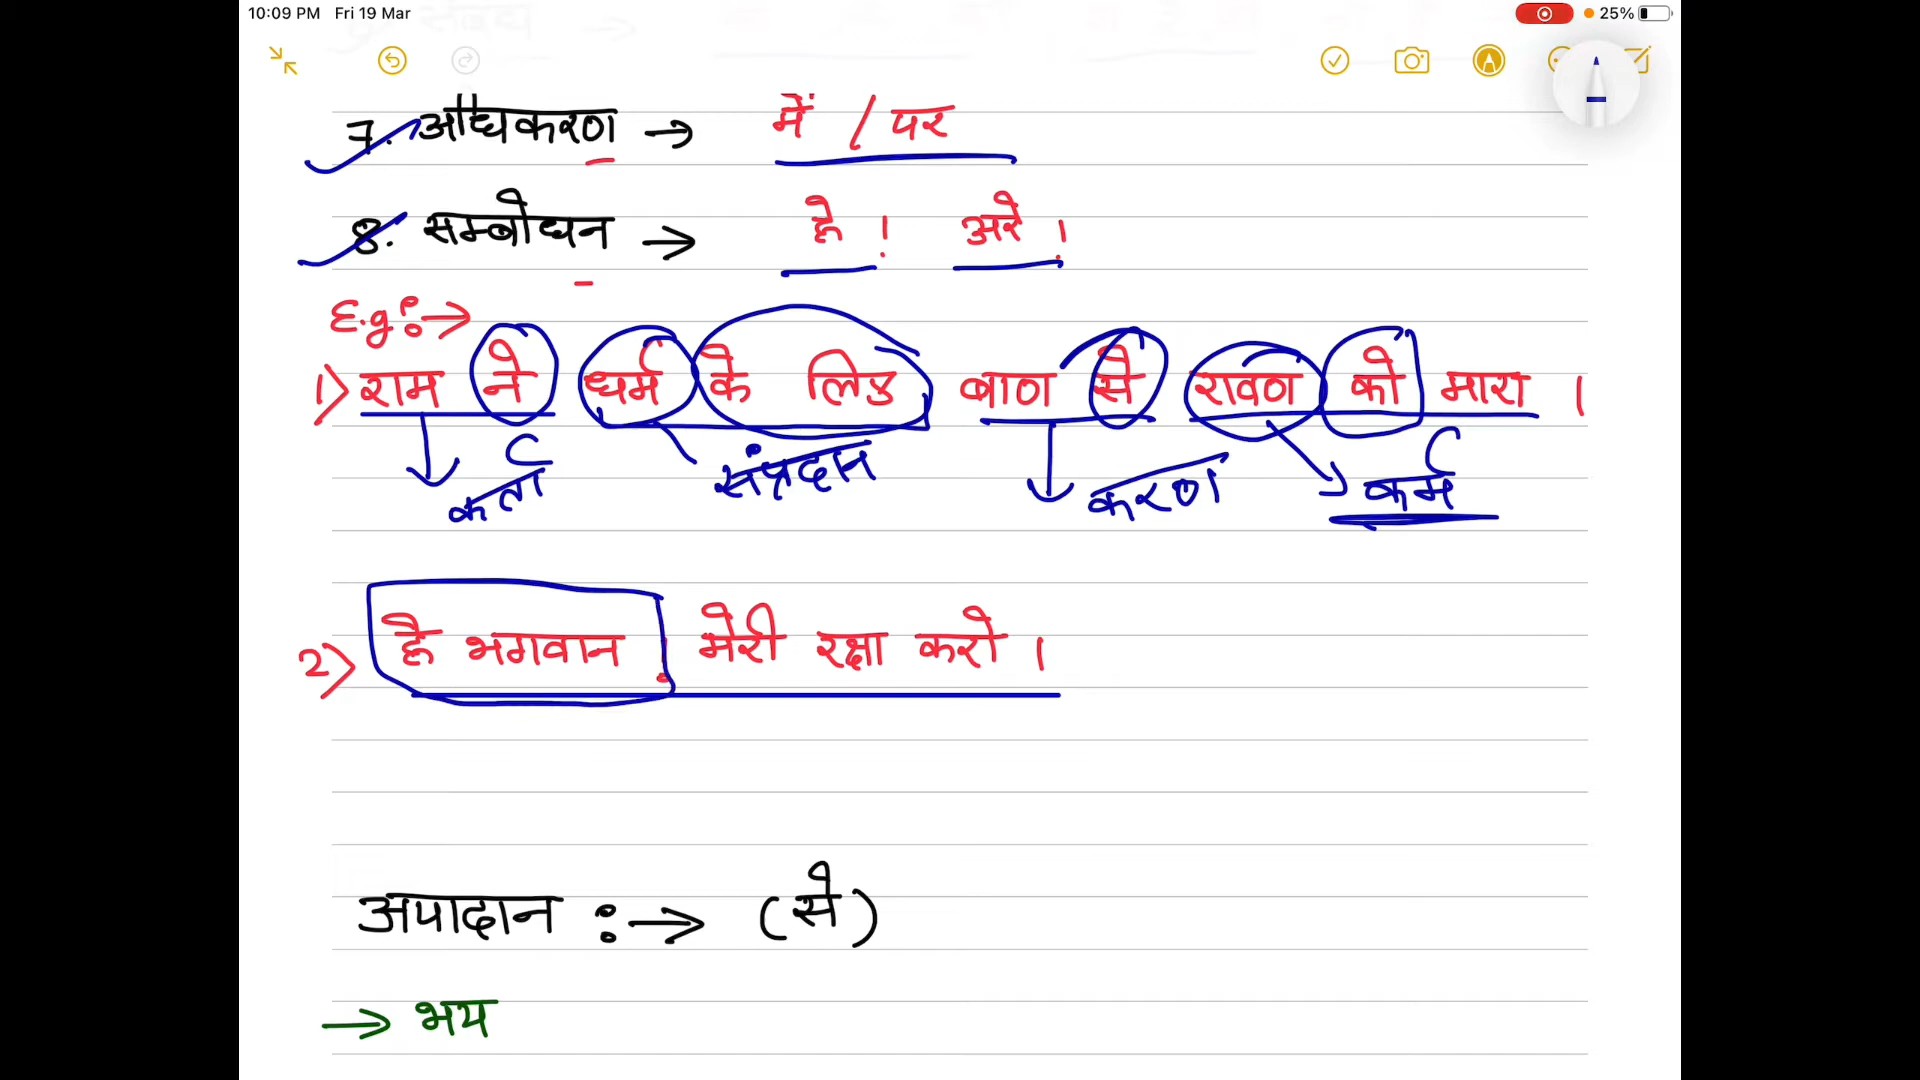 10:09 PM Fri 19 Mar 25%
7. अधिकरण → में / पर
8. सम्बोधन → हे ! अरे !
E.g :→
1) राम ने धर्म के लिए बाण से रावण को मारा ।
कर्ता संप्रदान करण कर्म
2) हे भगवान ! मेरी रक्षा करो ।
अपादान :→ (से)
→ भय